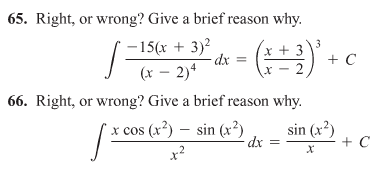 65. Right, or wrong? Give a brief reason why.
∫ −15(x + 3)² / (x − 2)⁴ dx = ((x + 3) / (x − 2))³ + C
66. Right, or wrong? Give a brief reason why.
∫ (x cos (x²) − sin (x²)) / x² dx = sin (x²) / x + C